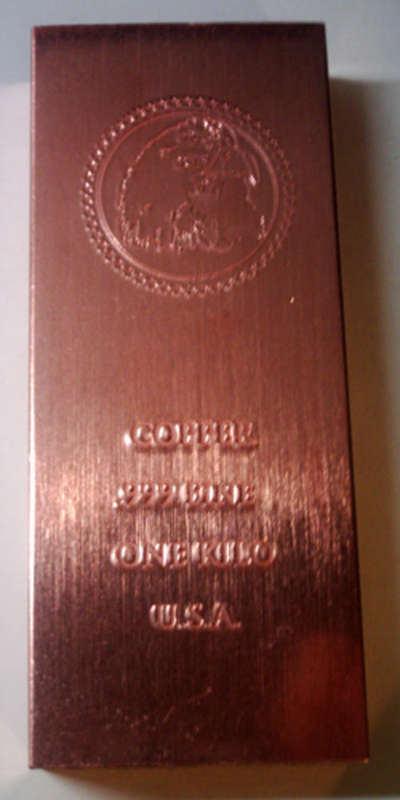 COPPER
.999 FINE
ONE KILO
U.S.A.